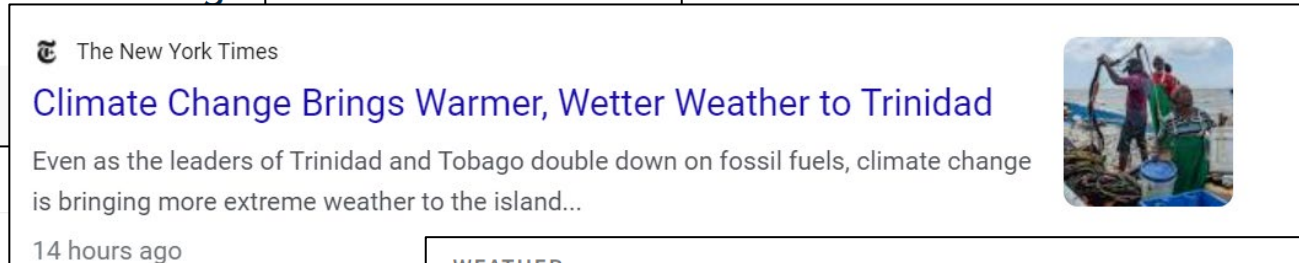 The New York Times
Climate Change Brings Warmer, Wetter Weather to Trinidad
Even as the leaders of Trinidad and Tobago double down on fossil fuels, climate change
is bringing more extreme weather to the island...
14 hours ago
WEATHER